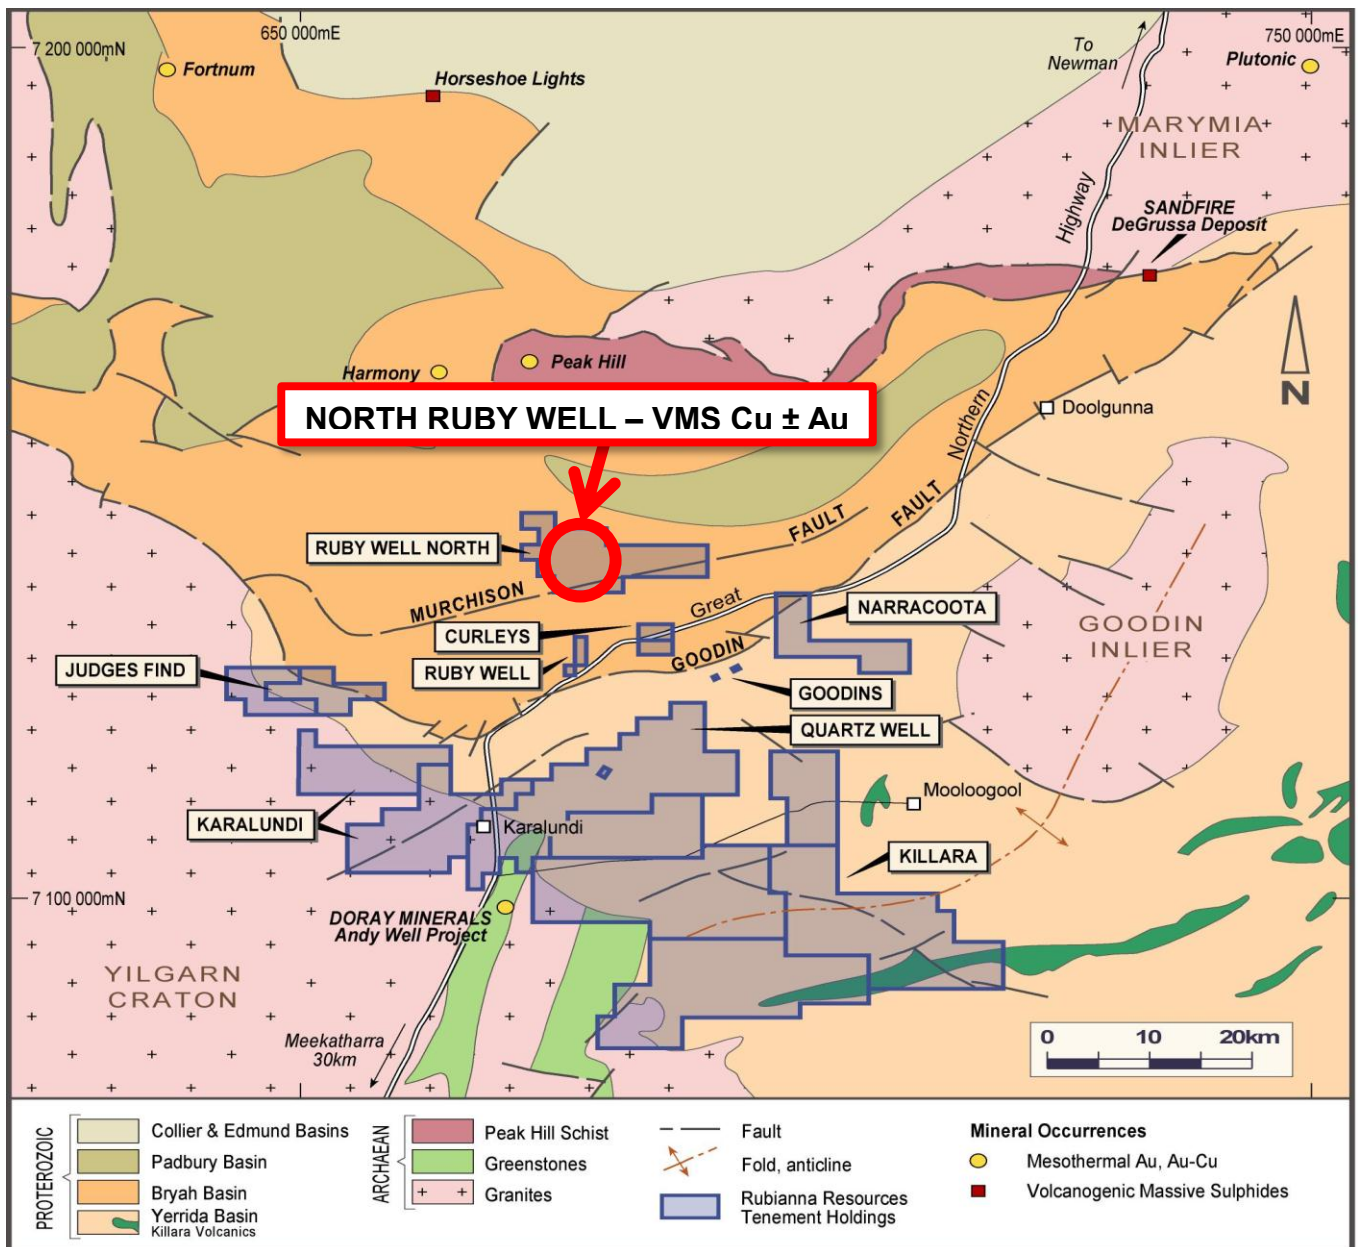 650 000mE
750 000mE
7 200 000mN
To
Newman
Fortnum
Horseshoe Lights
Plutonic
MARYMIA
INLIER
Highway
SANDFIRE
DeGrussa Deposit
N
Harmony
Peak Hill
Northern
Doolgunna
NORTH RUBY WELL – VMS Cu ± Au
RUBY WELL NORTH
MURCHISON
FAULT
FAULT
Great
GOODIN
CURLEYS
RUBY WELL
NARRACOOTA
GOODIN
INLIER
JUDGES FIND
GOODINS
QUARTZ WELL
Mooloogool
KARALUNDI
Karalundi
KILLARA
7 100 000mN
DORAY MINERALS
Andy Well Project
YILGARN
CRATON
Meekatharra
30km
0 10 20km
PROTEROZOIC
Collier & Edmund Basins
Padbury Basin
Bryah Basin
Yerrida Basin
Killara Volcanics
ARCHAEAN
Peak Hill Schist
Greenstones
Granites
Fault
Fold, anticline
Rubianna Resources
Tenement Holdings
Mineral Occurrences
Mesothermal Au, Au-Cu
Volcanogenic Massive Sulphides